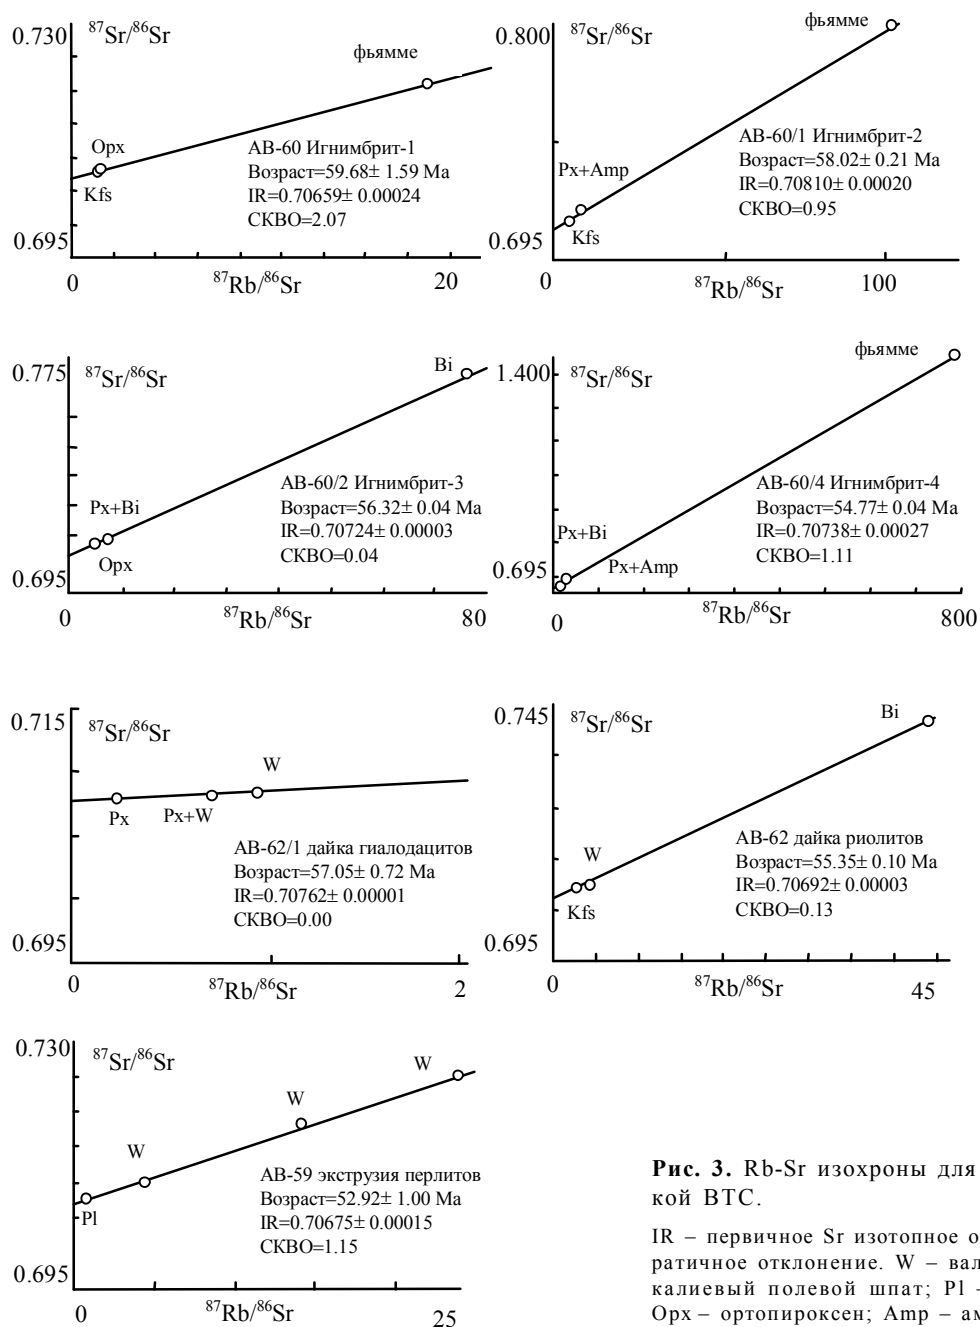 0.730
⁸⁷Sr/⁸⁶Sr
фьямме
Opx
Kfs
АВ-60 Игнимбрит-1
Возраст=59.68± 1.59 Ma
IR=0.70659± 0.00024
СКВО=2.07
0.695
0
⁸⁷Rb/⁸⁶Sr
20
0.800
⁸⁷Sr/⁸⁶Sr
фьямме
АВ-60/1 Игнимбрит-2
Возраст=58.02± 0.21 Ma
IR=0.70810± 0.00020
СКВО=0.95
Px+Amp
Kfs
0.695
0
⁸⁷Rb/⁸⁶Sr
100
0.775
⁸⁷Sr/⁸⁶Sr
Bi
АВ-60/2 Игнимбрит-3
Возраст=56.32± 0.04 Ma
IR=0.70724± 0.00003
СКВО=0.04
Px+Bi
Opx
0.695
0
⁸⁷Rb/⁸⁶Sr
80
фьямме
1.400
⁸⁷Sr/⁸⁶Sr
АВ-60/4 Игнимбрит-4
Возраст=54.77± 0.04 Ma
IR=0.70738± 0.00027
СКВО=1.11
Px+Bi
Px+Amp
0.695
0
⁸⁷Rb/⁸⁶Sr
800
0.715
⁸⁷Sr/⁸⁶Sr
W
Px
Px+W
АВ-62/1 дайка гиалодацитов
Возраст=57.05± 0.72 Ma
IR=0.70762± 0.00001
СКВО=0.00
0.695
0
⁸⁷Rb/⁸⁶Sr
2
0.745
⁸⁷Sr/⁸⁶Sr
Bi
АВ-62 дайка риолитов
Возраст=55.35± 0.10 Ma
IR=0.70692± 0.00003
СКВО=0.13
W
Kfs
0.695
0
⁸⁷Rb/⁸⁶Sr
45
0.730
⁸⁷Sr/⁸⁶Sr
W
W
W
Pl
АВ-59 экструзия перлитов
Возраст=52.92± 1.00 Ma
IR=0.70675± 0.00015
СКВО=1.15
0.695
0
⁸⁷Rb/⁸⁶Sr
25
Рис. 3. Rb-Sr изохроны для
кой ВТС.
IR – первичное Sr изотопное о
ратичное отклонение. W – вал
калиевый полевой шпат; Pl –
Opx – ортопироксен; Amp – ам